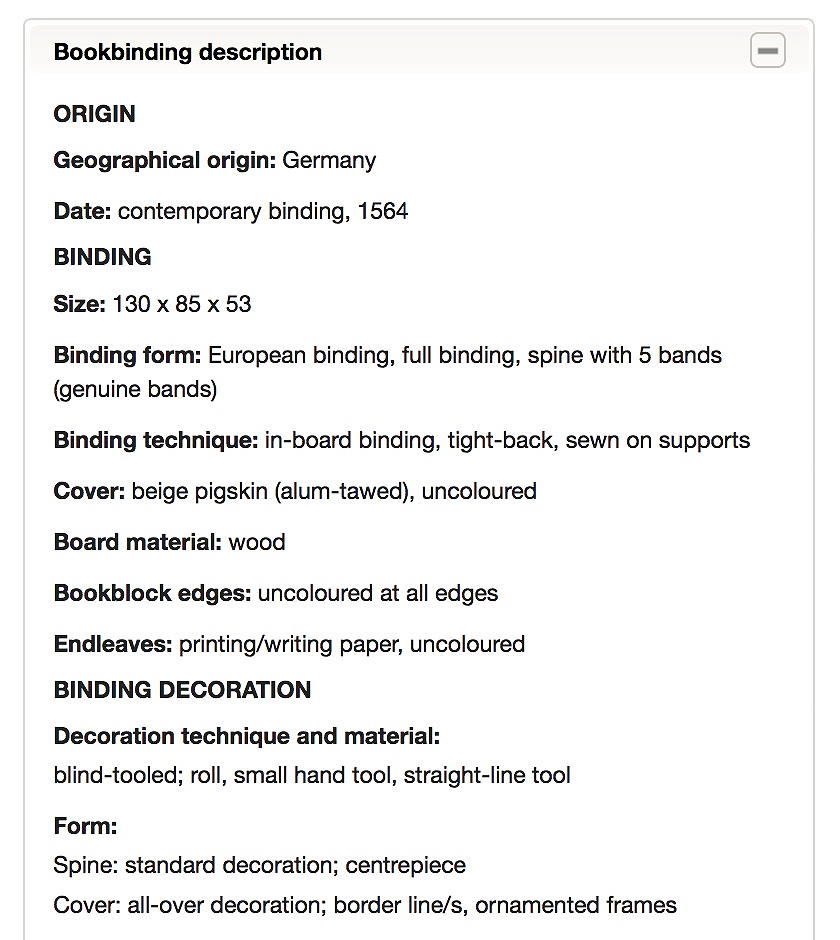 Bookbinding description
ORIGIN
Geographical origin: Germany
Date: contemporary binding, 1564
BINDING
Size: 130 x 85 x 53
Binding form: European binding, full binding, spine with 5 bands
(genuine bands)
Binding technique: in-board binding, tight-back, sewn on supports
Cover: beige pigskin (alum-tawed), uncoloured
Board material: wood
Bookblock edges: uncoloured at all edges
Endleaves: printing/writing paper, uncoloured
BINDING DECORATION
Decoration technique and material:
blind-tooled; roll, small hand tool, straight-line tool
Form:
Spine: standard decoration; centrepiece
Cover: all-over decoration; border line/s, ornamented frames